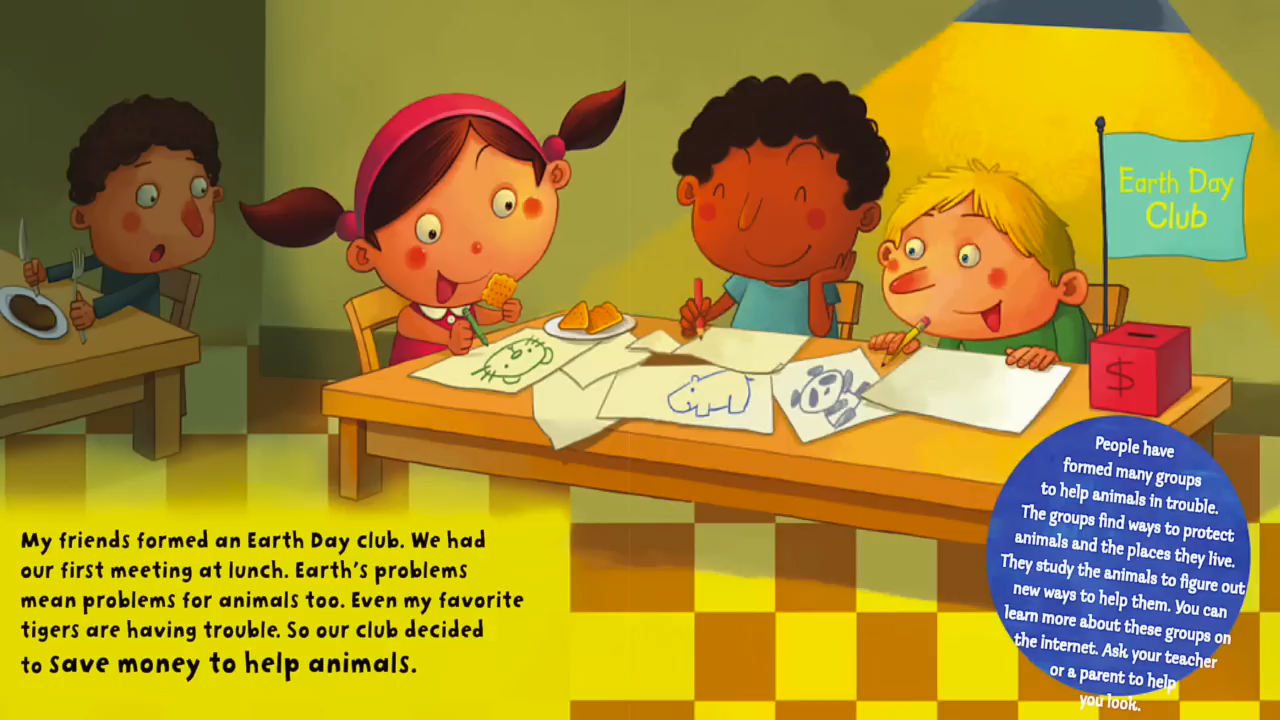 Earth Day
Club
$
My friends formed an Earth Day club. We had
our first meeting at lunch. Earth's problems
mean problems for animals too. Even my favorite
tigers are having trouble. So our club decided
to save money to help animals.
People have
formed many groups
to help animals in trouble.
The groups find ways to protect
animals and the places they live.
They study the animals to figure out
new ways to help them. You can
learn more about these groups on
the internet. Ask your teacher
or a parent to help
you look.